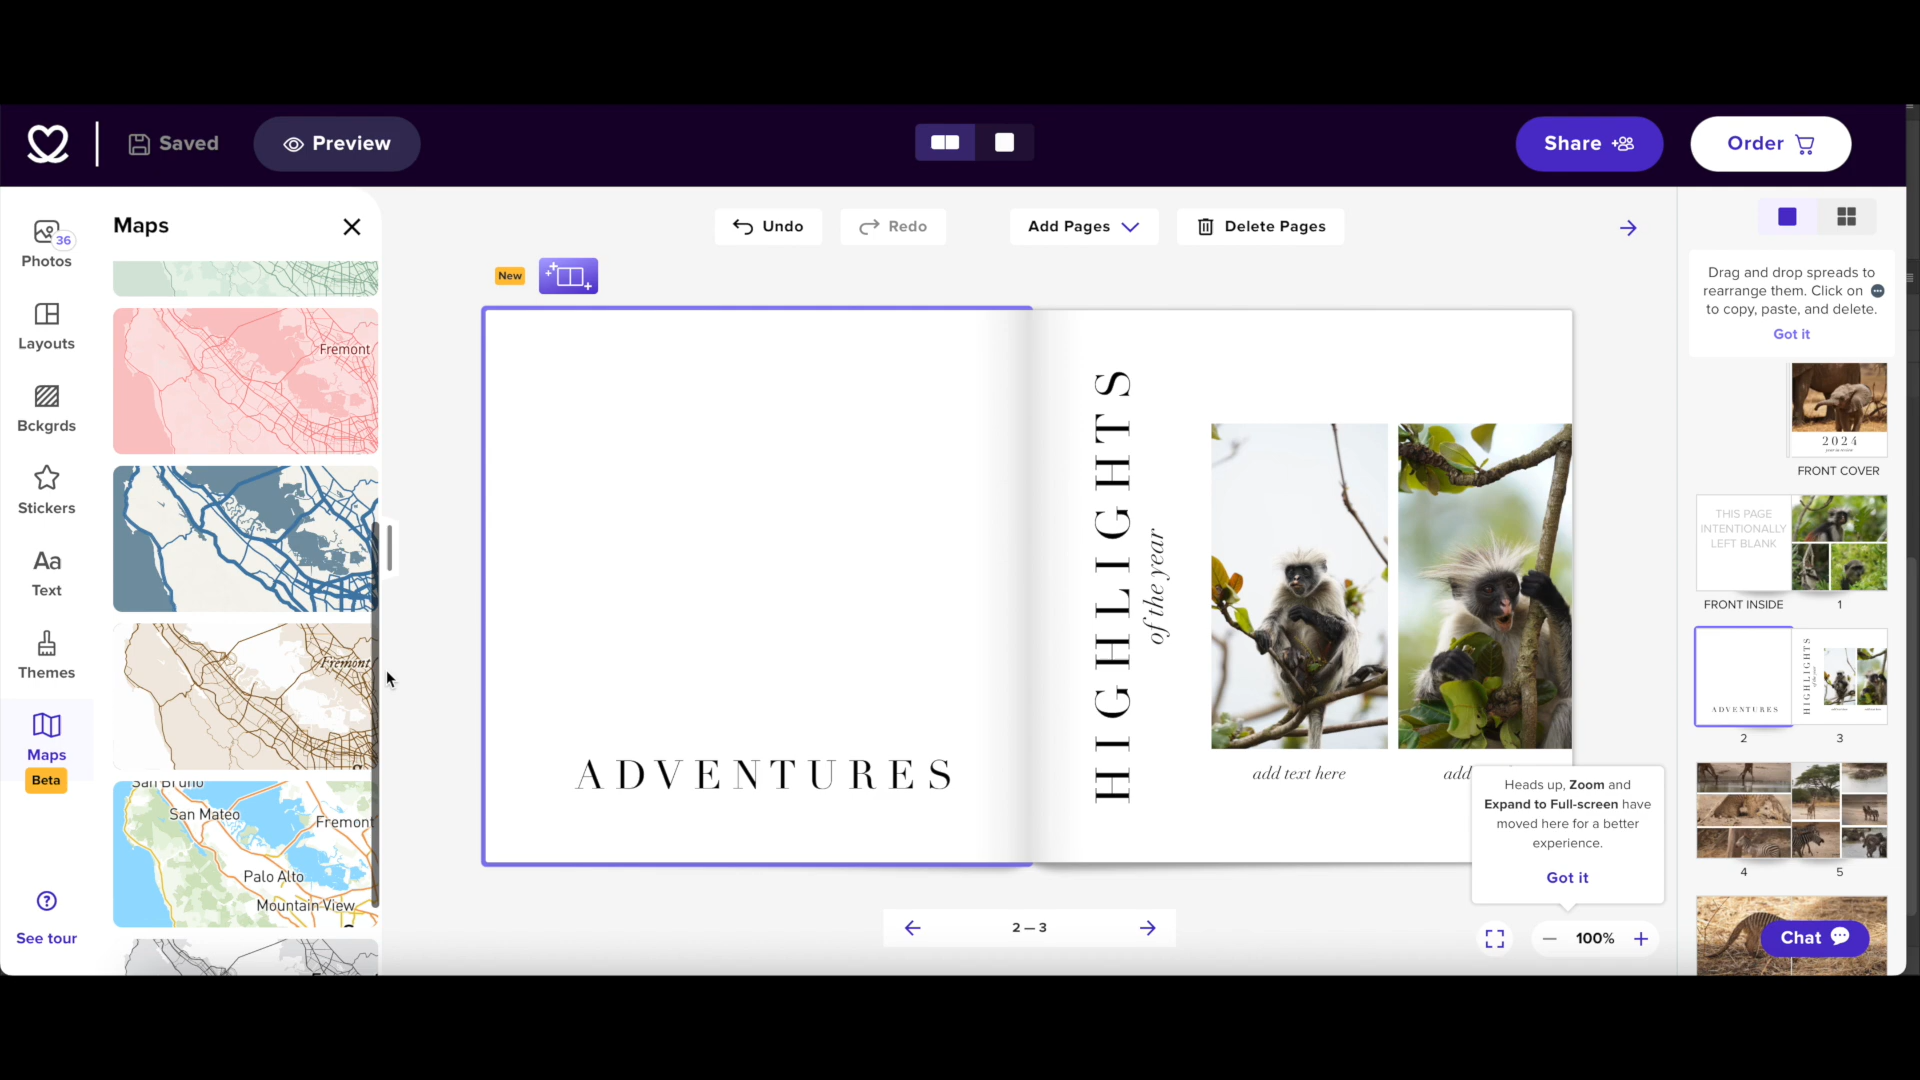 Saved
Preview
Share
Order
Photos
36
Layouts
Bckgrds
Stickers
Aa
Text
Themes
Maps
Beta
See tour
Maps
Fremont
Fremont
San Bruno
San Mateo
Fremont
Palo Alto
Mountain View
Undo
Redo
Add Pages
Delete Pages
New
ADVENTURES
HIGHLIGHTS
of the year
add text here
add
Heads up, Zoom and
Expand to Full-screen have
moved here for a better
experience.
Got it
2 — 3
100%
Drag and drop spreads to
rearrange them. Click on
to copy, paste, and delete.
Got it
2024
FRONT COVER
THIS PAGE
INTENTIONALLY
LEFT BLANK
FRONT INSIDE
1
ADVENTURES
HIGHLIGHTS
2
3
4
5
Chat